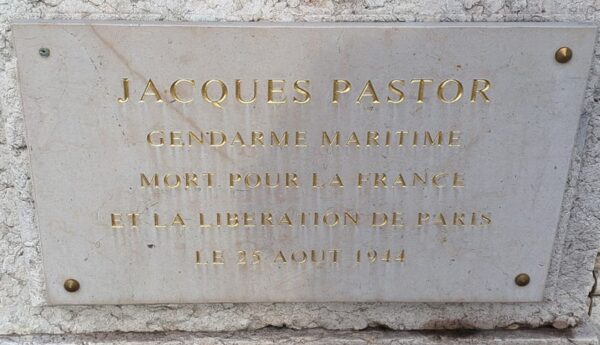 JACQUES PASTOR
GENDARME MARITIME
MORT POUR LA FRANCE
ET LA LIBERATION DE PARIS
LE 25 AOUT 1944